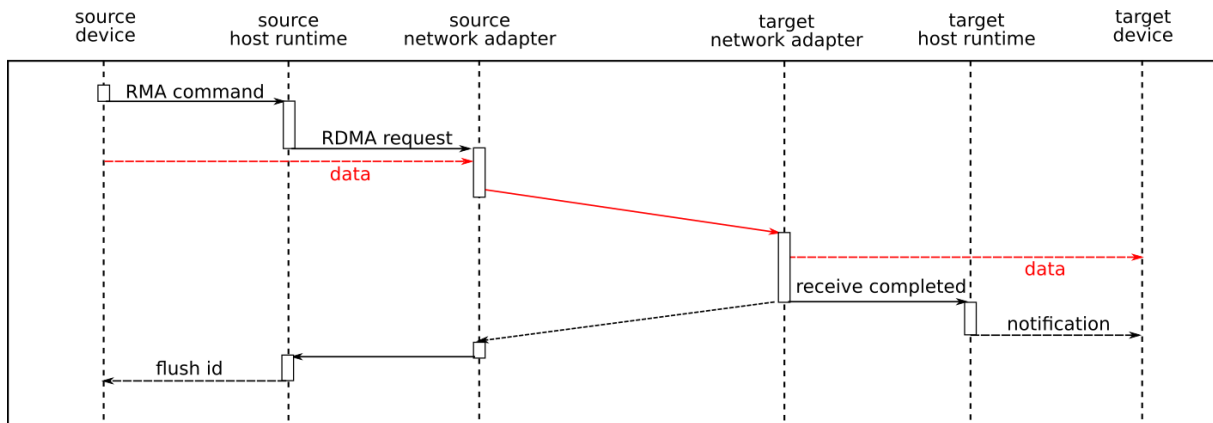 source
device
source
host runtime
source
network adapter
target
network adapter
target
host runtime
target
device
RMA command
RDMA request
data
data
receive completed
notification
flush id